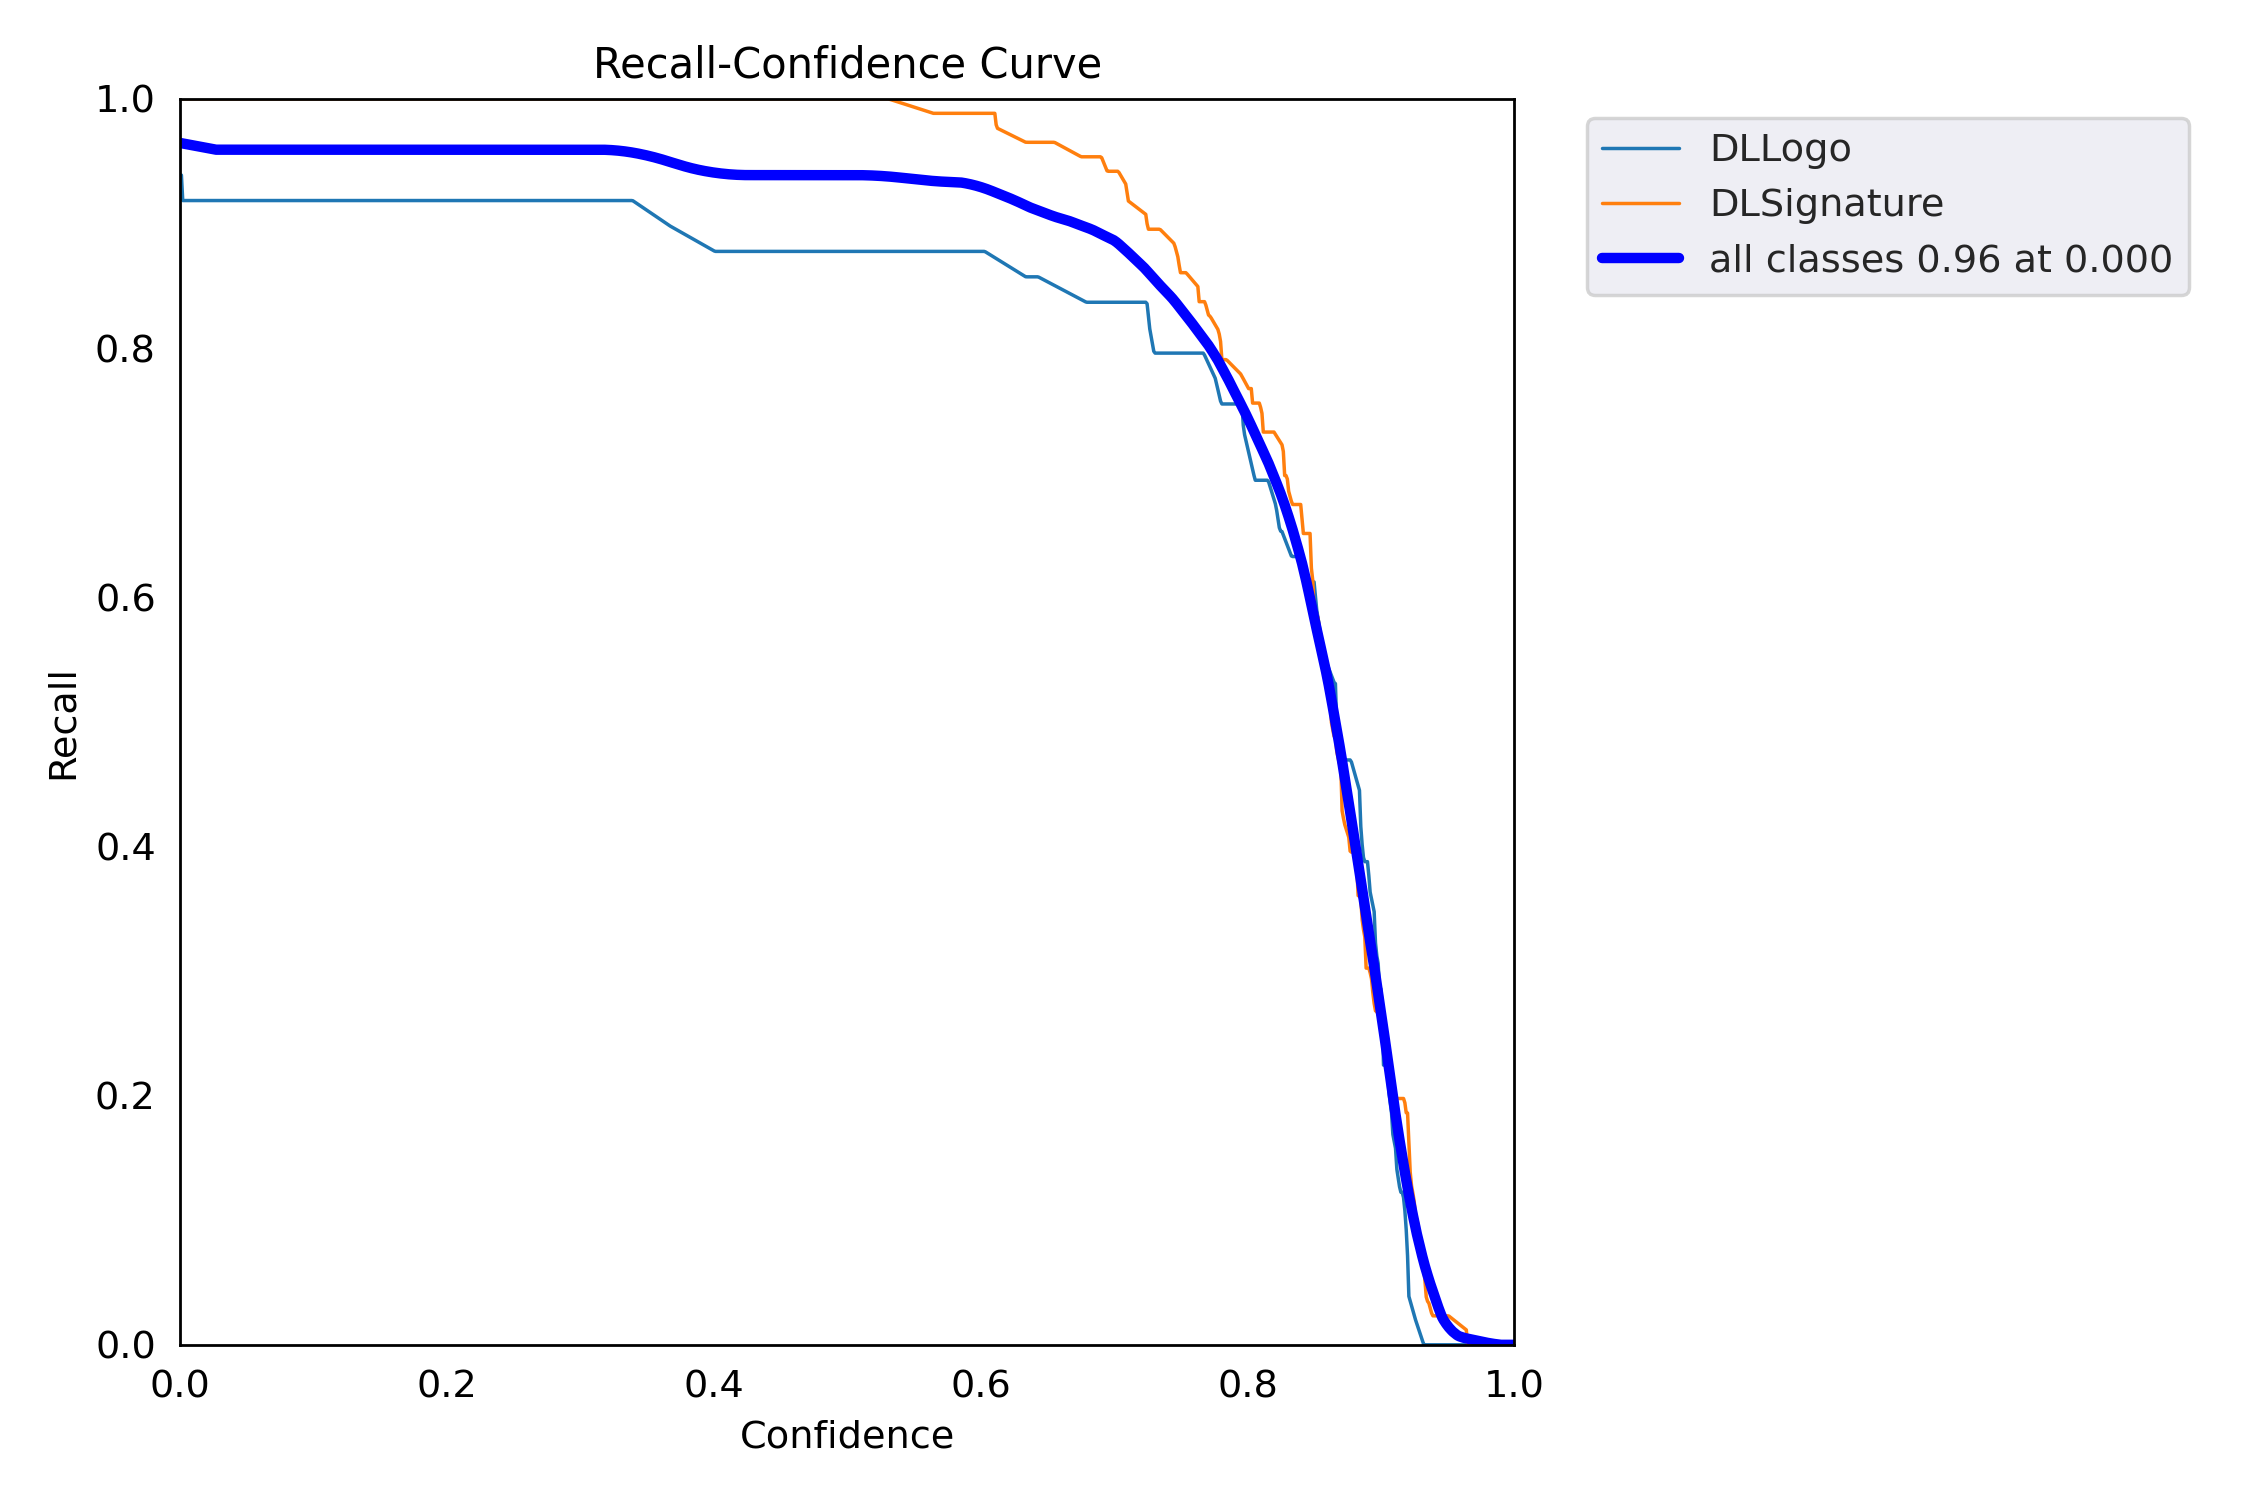 Recall-Confidence Curve
1.0
0.8
0.6
0.4
0.2
0.0
Recall
0.0 0.2 0.4 0.6 0.8 1.0
Confidence
DLLogo
DLSignature
all classes 0.96 at 0.000